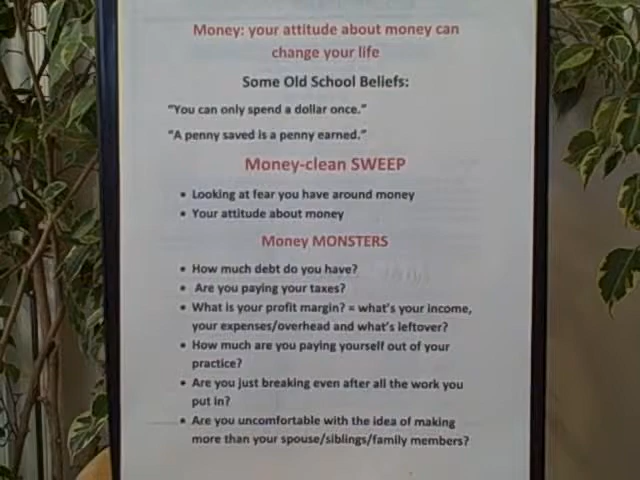 Money: your attitude about money can
change your life
Some Old School Beliefs:
"You can only spend a dollar once."
"A penny saved is a penny earned."
Money-clean SWEEP
• Looking at fear you have around money
• Your attitude about money
Money MONSTERS
• How much debt do you have?
• Are you paying your taxes?
• What is your profit margin? = what's your income,
your expenses/overhead and what's leftover?
• How much are you paying yourself out of your
practice?
• Are you just breaking even after all the work you
put in?
• Are you uncomfortable with the idea of making
more than your spouse/siblings/family members?